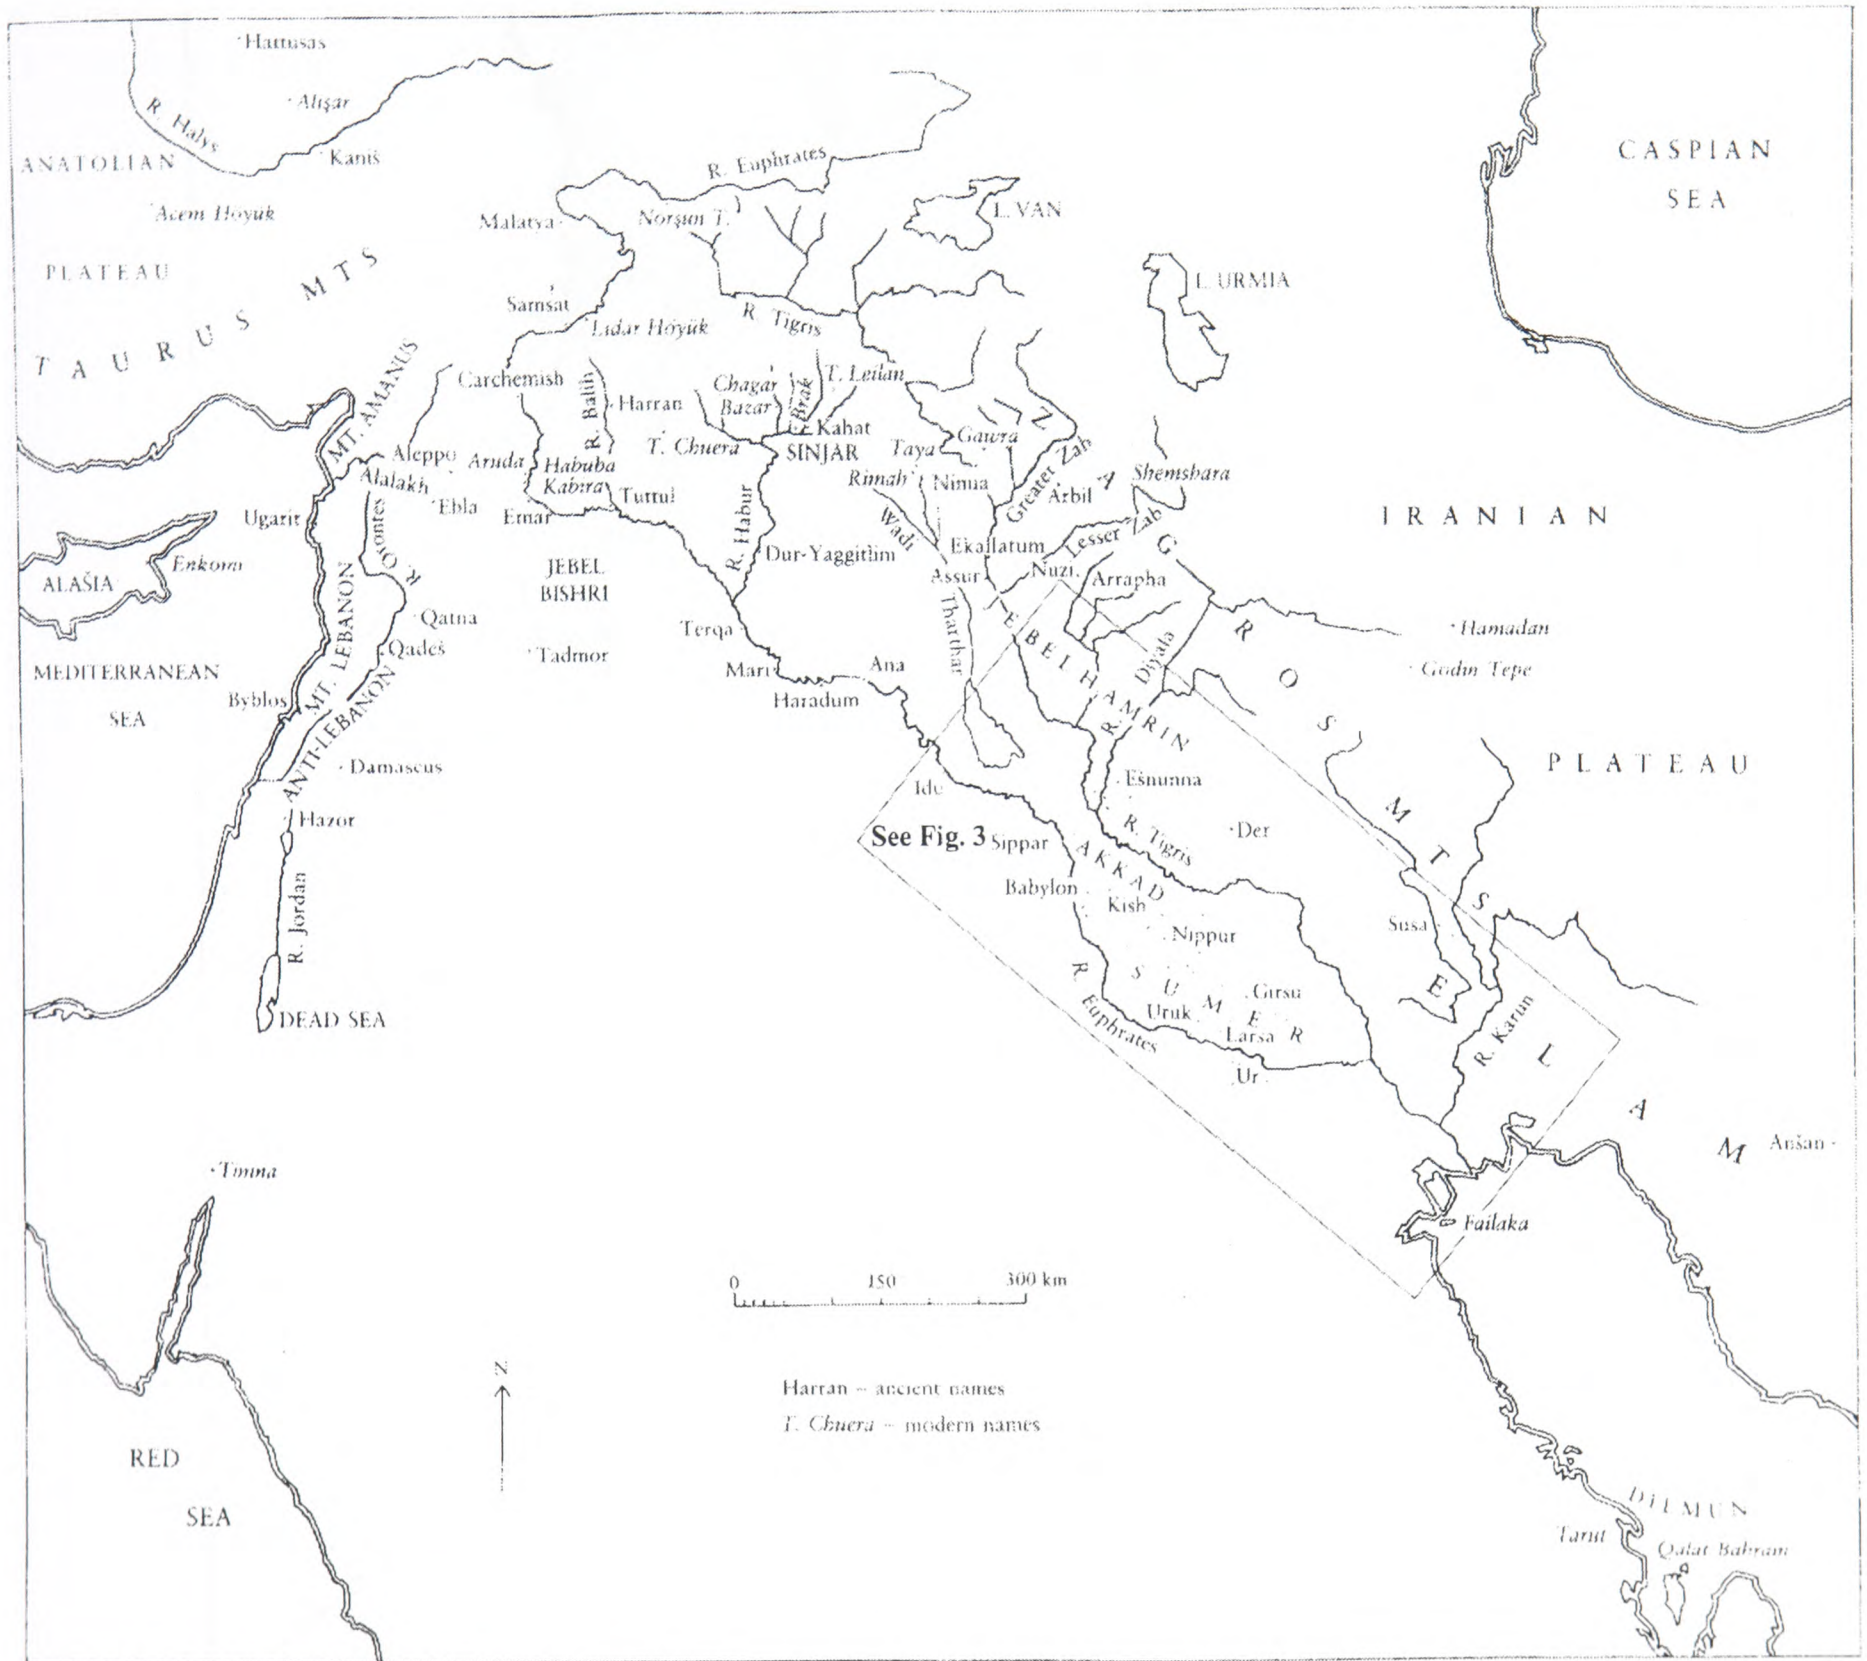 Hattusas
Alişar
R. Halys
Kaniš
ANATOLIAN
PLATEAU
Acem Höyük
TAURUS MTS
R. Euphrates
Malatya
Norşun T.
L. VAN
CASPIAN
SEA
L. URMIA
Samsat
Lidar Höyük
R. Tigris
MT. AMANUS
Carchemish
R. Balih
Harran
Chagar
Bazar
Brak
T. Leilan
Kahat
SINJAR
T. Chuera
Taya
Gawra
Aleppo
Alalakh
Aruda
Habuba
Kabira
Rimah
Ninua
Greater Zab
Arbil
Shemshara
ZAGROS MTS
Ebla
Emar
Tuttul
Ugarit
R. Orontes
R. Habur
Wadi
Tharthar
Ekallatum
Lesser Zab
IRANIAN
PLATEAU
Enkomi
ALAŠIA
JEBEL
BISHRI
Dur-Yaggitlim
Assur
Nuzi
Arrapha
MT. LEBANON
Qatna
Qadeš
Terqa
Tadmor
Mari
Ana
Haradum
EBEL HAMRIN
R. Diyala
Hamadan
Godin Tepe
MEDITERRANEAN
SEA
Byblos
ANTI-LEBANON
Damascus
Ešnunna
Hazor
See Fig. 3
Sippar
AKKAD
R. Tigris
Der
Babylon
Kish
R. Jordan
Nippur
Susa
SUMER
Girsu
Uruk
Larsa
R. Euphrates
Ur
DEAD SEA
ELAM
R. Karun
Anšan
Timna
Failaka
0 150 300 km
N
Harran – ancient names
T. Chuera – modern names
RED
SEA
DILMUN
Tarut
Qalat Bahrain